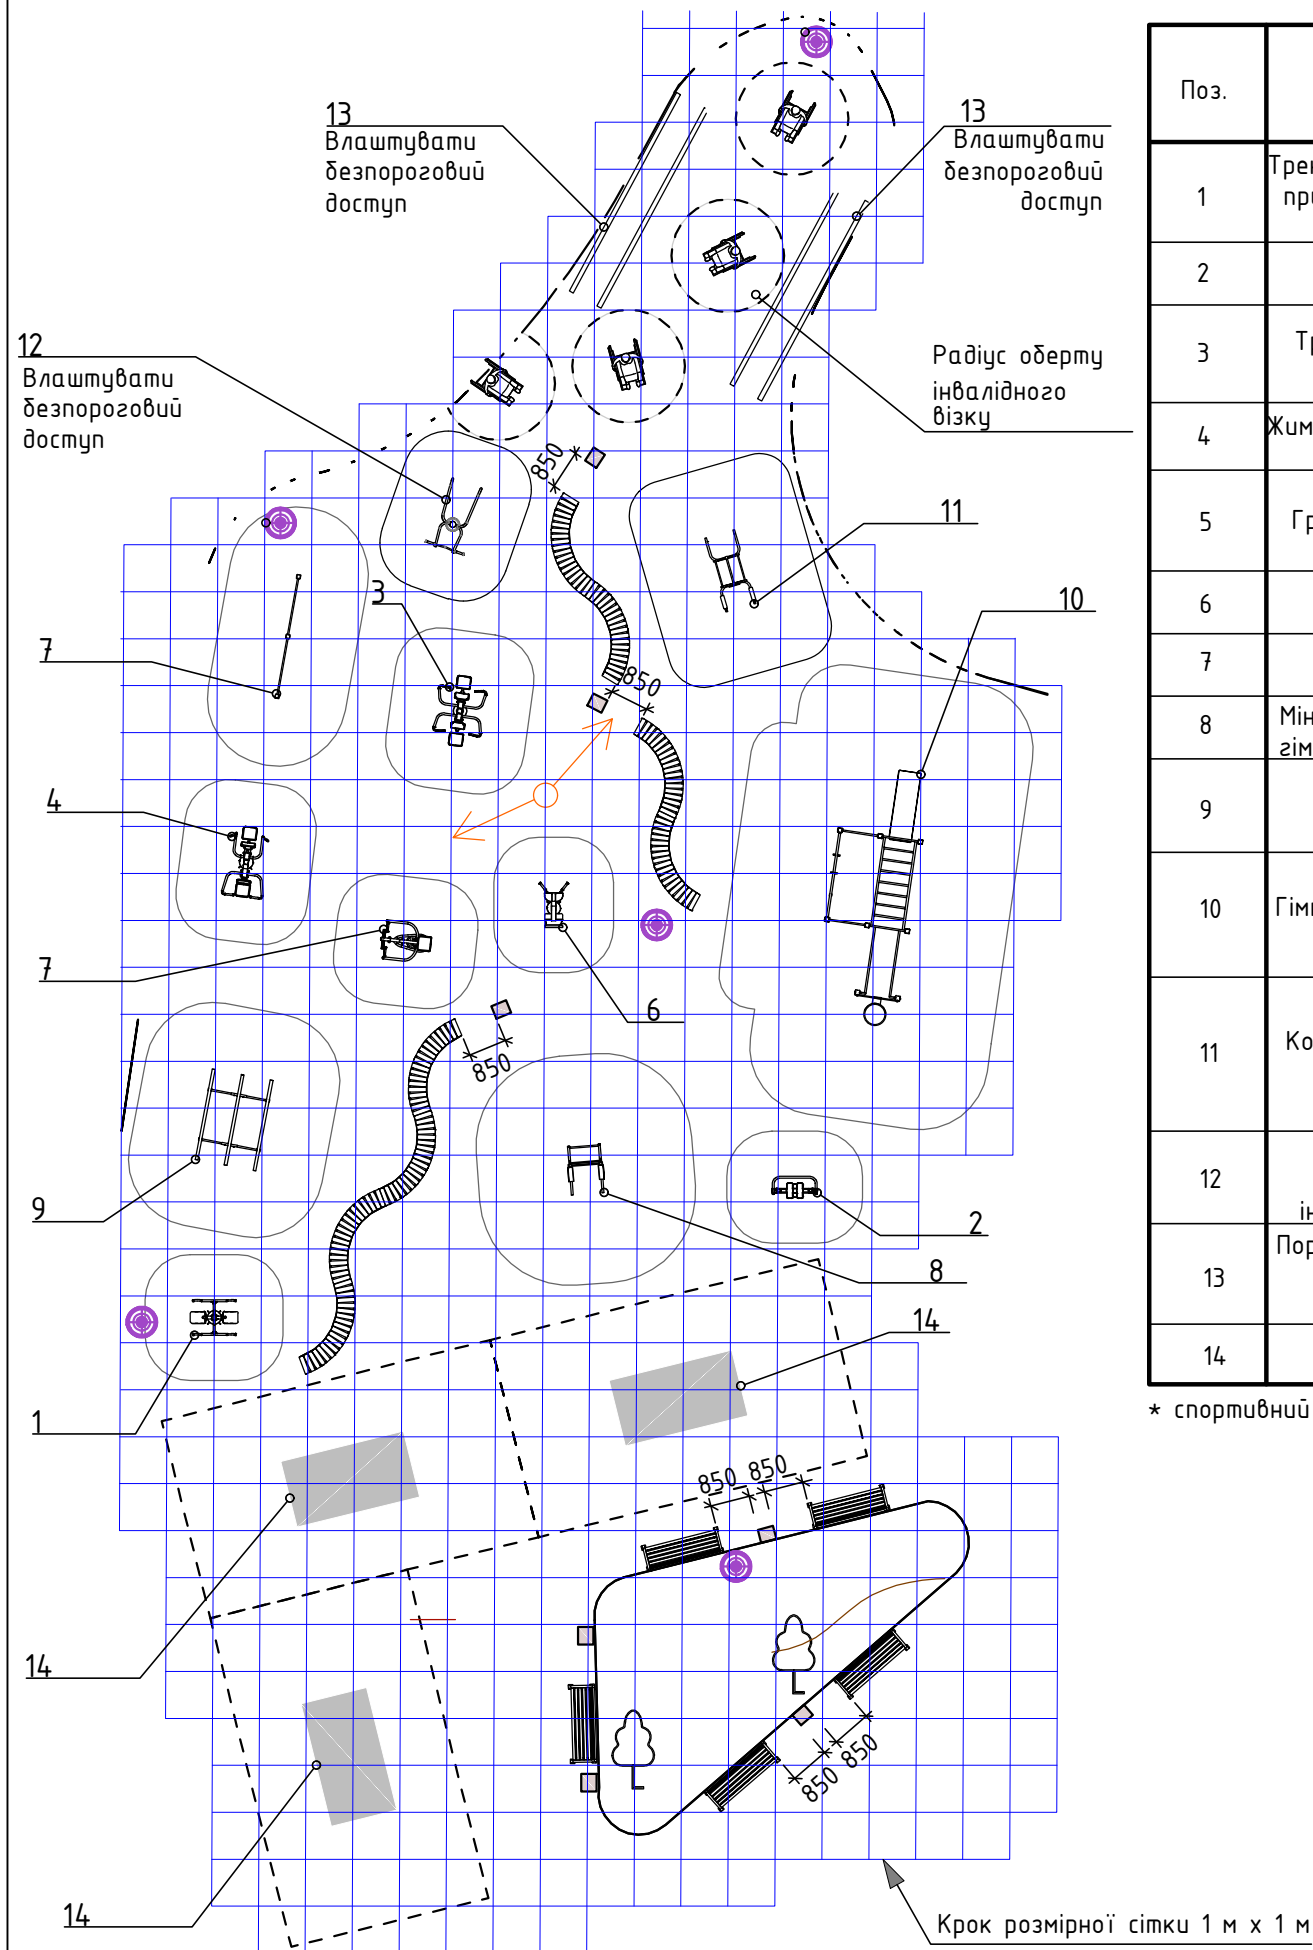 13
Влаштувати
безпороговий
доступ
13
Влаштувати
безпороговий
доступ
12
Влаштувати
безпороговий
доступ
Радіус оберту
інвалідного
візку
850
11
3
10
7
850
4
7
6
850
9
2
8
14
1
850
850
14
850
850
14
Крок розмірної сітки 1 м х 1 м
Поз.
1
2
3
4
5
6
7
8
9
10
11
12
13
14
* спортивний